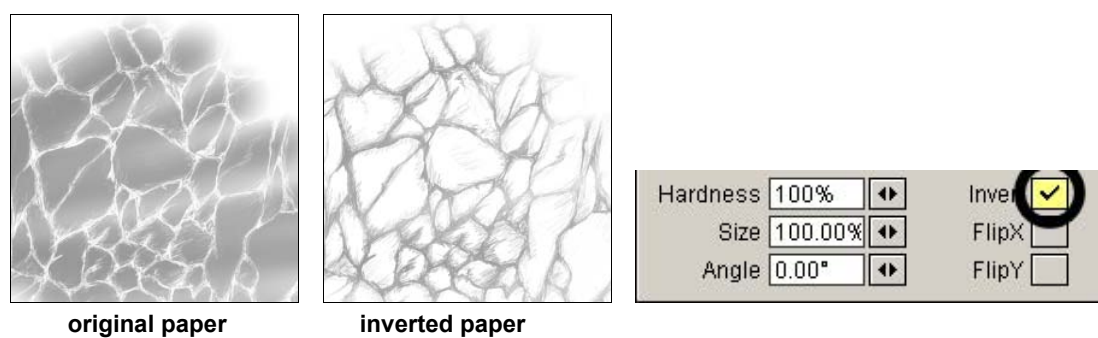 Hardness 100% Inver
Size 100.00% FlipX
Angle 0.00° FlipY
original paper inverted paper